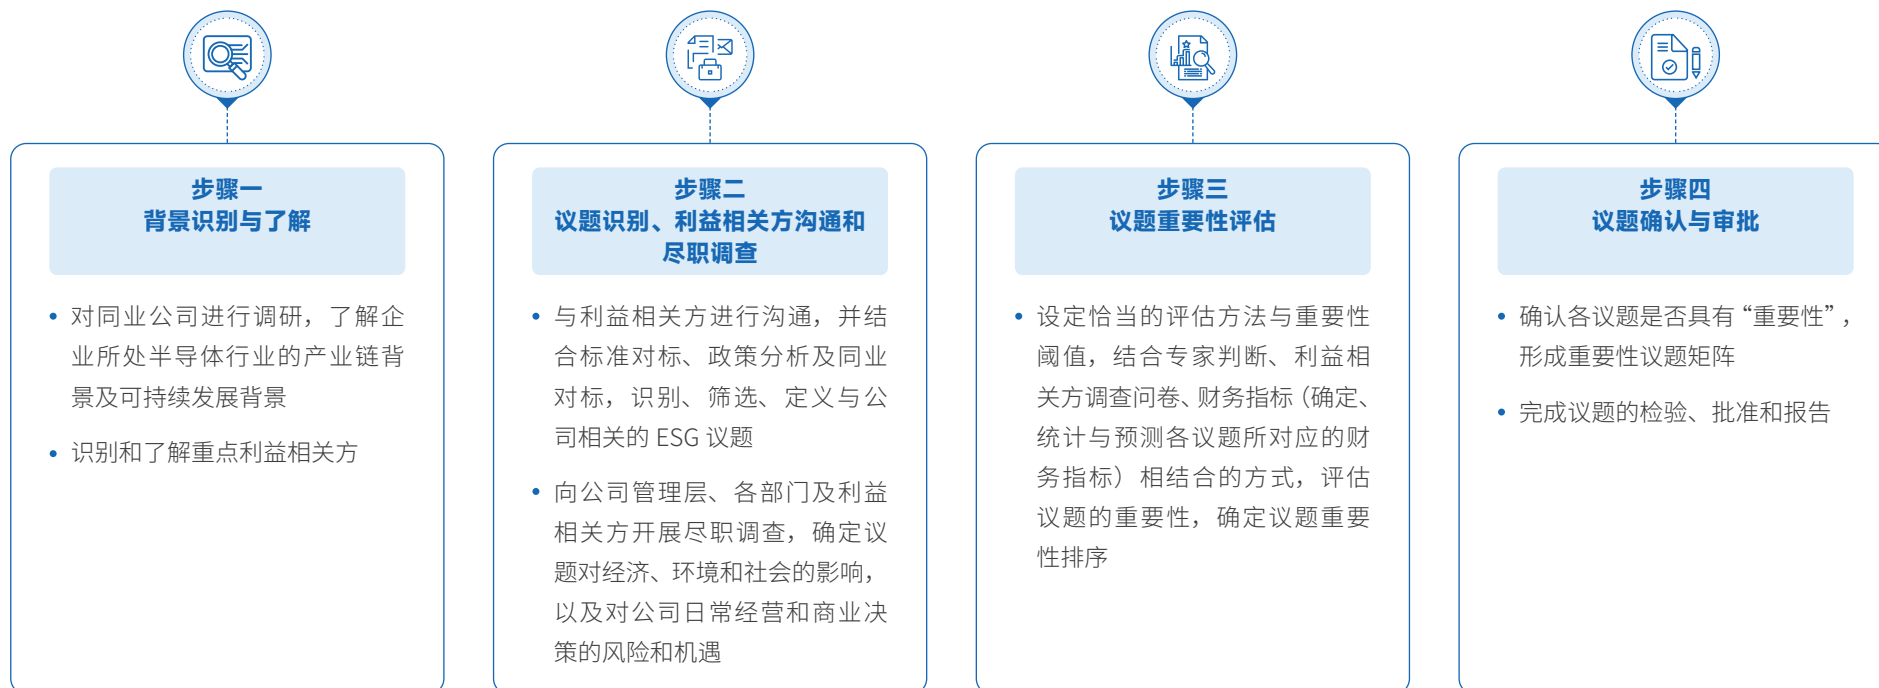 步骤一
背景识别与了解
• 对同业公司进行调研，了解企
业所处半导体行业的产业链背
景及可持续发展背景
• 识别和了解重点利益相关方
步骤二
议题识别、利益相关方沟通和
尽职调查
• 与利益相关方进行沟通，并结
合标准对标、政策分析及同业
对标，识别、筛选、定义与公
司相关的 ESG 议题
• 向公司管理层、各部门及利益
相关方开展尽职调查，确定议
题对经济、环境和社会的影响，
以及对公司日常经营和商业决
策的风险和机遇
步骤三
议题重要性评估
• 设定恰当的评估方法与重要性
阈值，结合专家判断、利益相
关方调查问卷、财务指标（确定、
统计与预测各议题所对应的财
务指标）相结合的方式，评估
议题的重要性，确定议题重要
性排序
步骤四
议题确认与审批
• 确认各议题是否具有“重要性”，
形成重要性议题矩阵
• 完成议题的检验、批准和报告